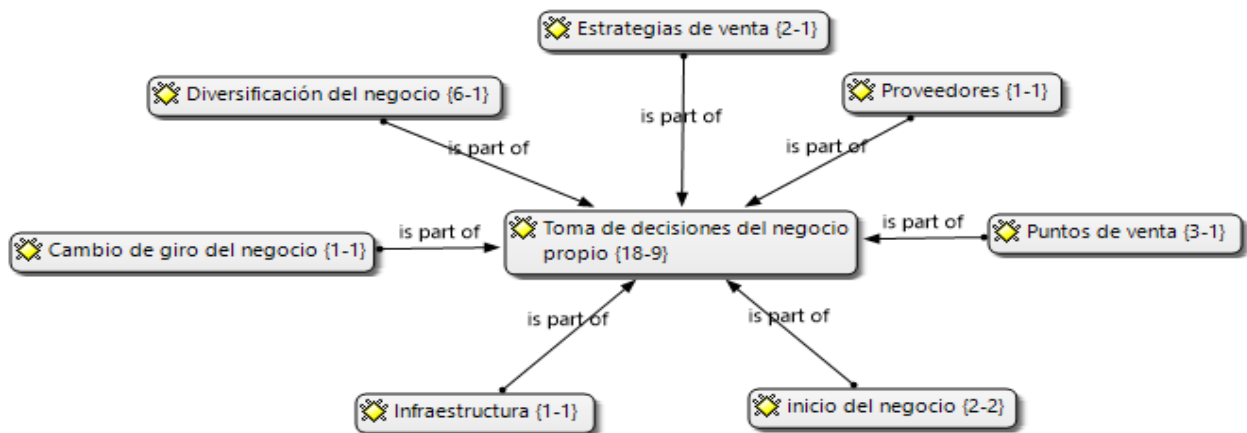 Estrategias de venta {2-1}
Diversificación del negocio {6-1}
Proveedores {1-1}
is part of
is part of
is part of
Toma de decisiones del negocio
propio {18-9}
is part of
is part of
Cambio de giro del negocio {1-1}
Puntos de venta {3-1}
is part of
is part of
Infraestructura {1-1}
inicio del negocio {2-2}